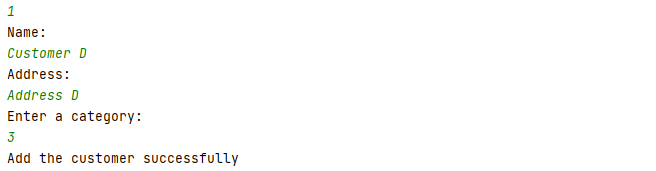 1
Name:
Customer D
Address:
Address D
Enter a category:
3
Add the customer successfully